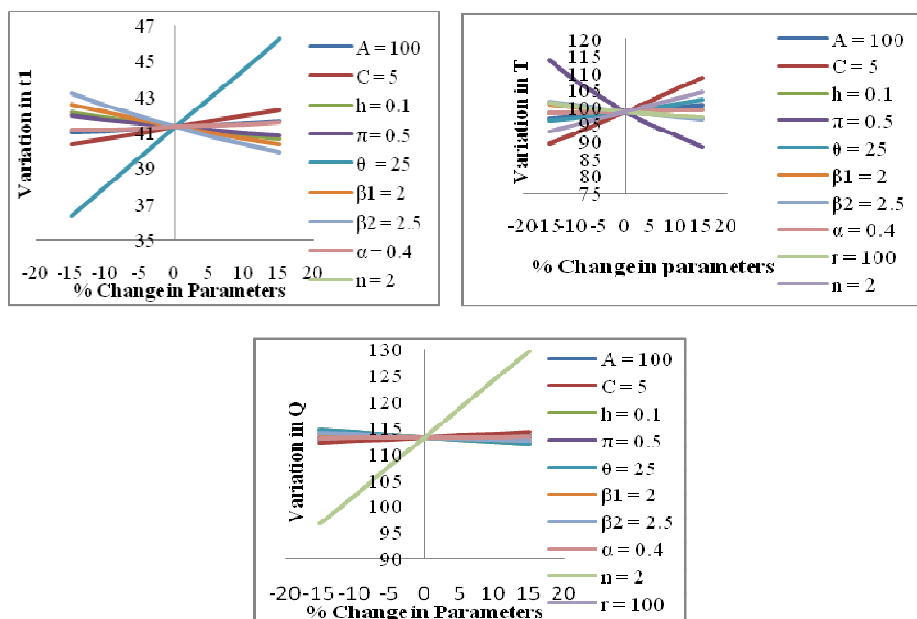 47
45
43
41
39
37
35
Variation in t1
-20 -15 -10 -5 0 5 10 15 20
% Change in Parameters
A = 100
C = 5
h = 0.1
π = 0.5
θ = 25
β1 = 2
β2 = 2.5
α = 0.4
n = 2
120
115
110
105
100
95
90
85
80
75
Variation in T
-20-15-10-5 0 5 10 15 20
% Change in parameters
A = 100
C = 5
h = 0.1
π = 0.5
θ = 25
β1 = 2
β2 = 2.5
α = 0.4
r = 100
n = 2
130
125
120
115
110
105
100
95
90
Variation in Q
-20-15-10 -5 0 5 10 15 20
% Change in Parameters
A = 100
C = 5
h = 0.1
π = 0.5
θ = 25
β1 = 2
β2 = 2.5
α = 0.4
n = 2
r = 100